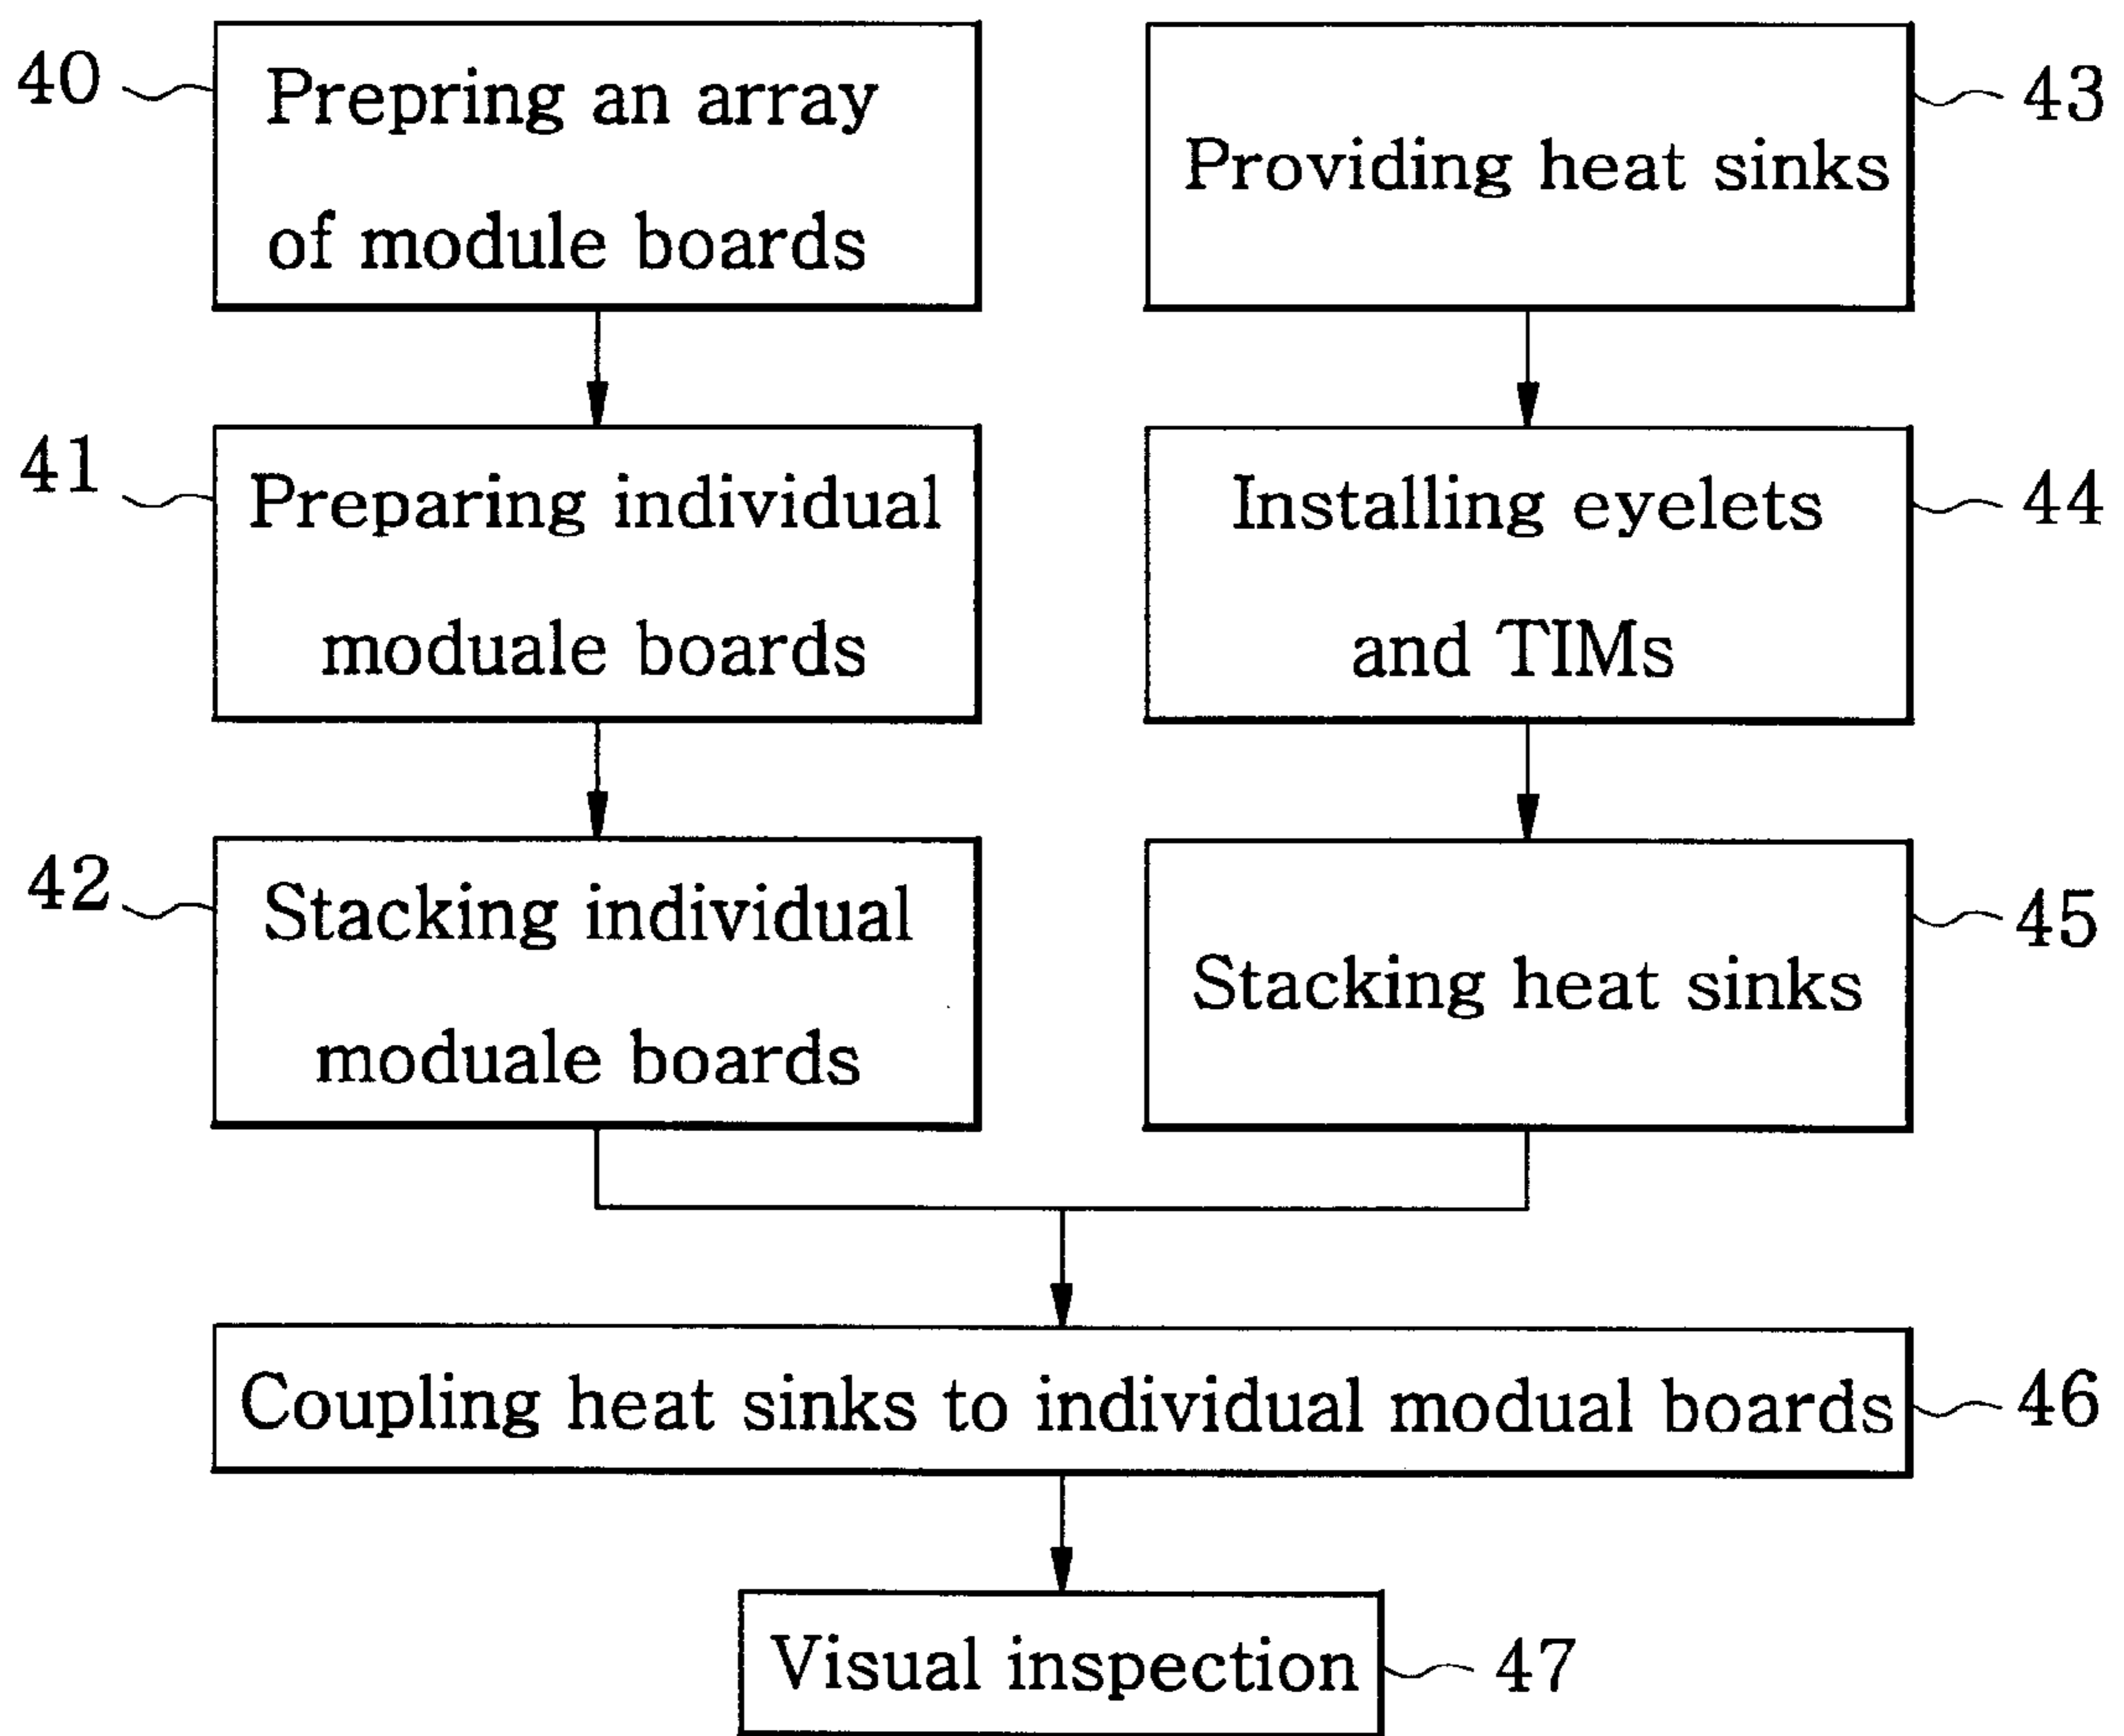 40
Prepring an array
of module boards
43
Providing heat sinks
41
Preparing individual
moduale boards
44
Installing eyelets
and TIMs
42
Stacking individual
moduale boards
45
Stacking heat sinks
Coupling heat sinks to individual modual boards
46
Visual inspection
47